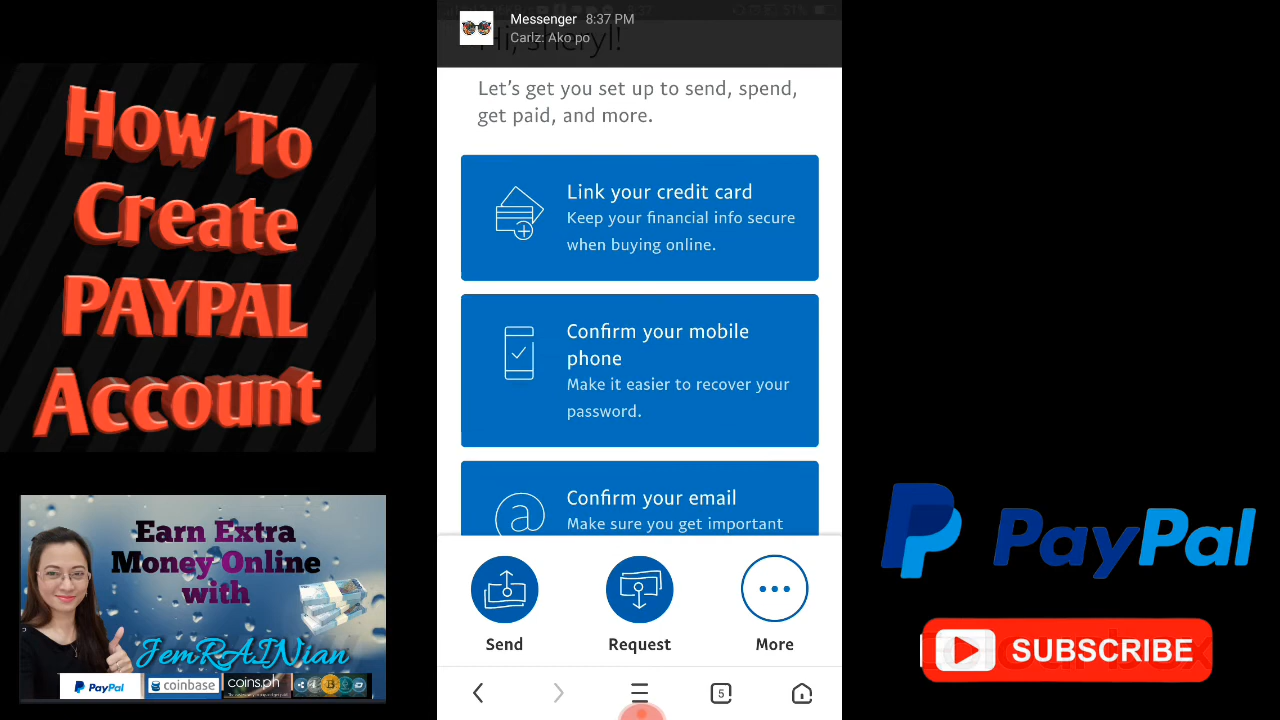 How To
Create
PAYPAL
Account
Earn Extra
Money Online
with
JemRAINian
PayPal
coinbase
coins.ph
Messenger 8:37 PM
Carlz: Ako po
Hi, sheryl!
Let's get you set up to send, spend,
get paid, and more.
Link your credit card
Keep your financial info secure
when buying online.
Confirm your mobile
phone
Make it easier to recover your
password.
Confirm your email
Make sure you get important
Send
Request
More
5
PayPal
SUBSCRIBE